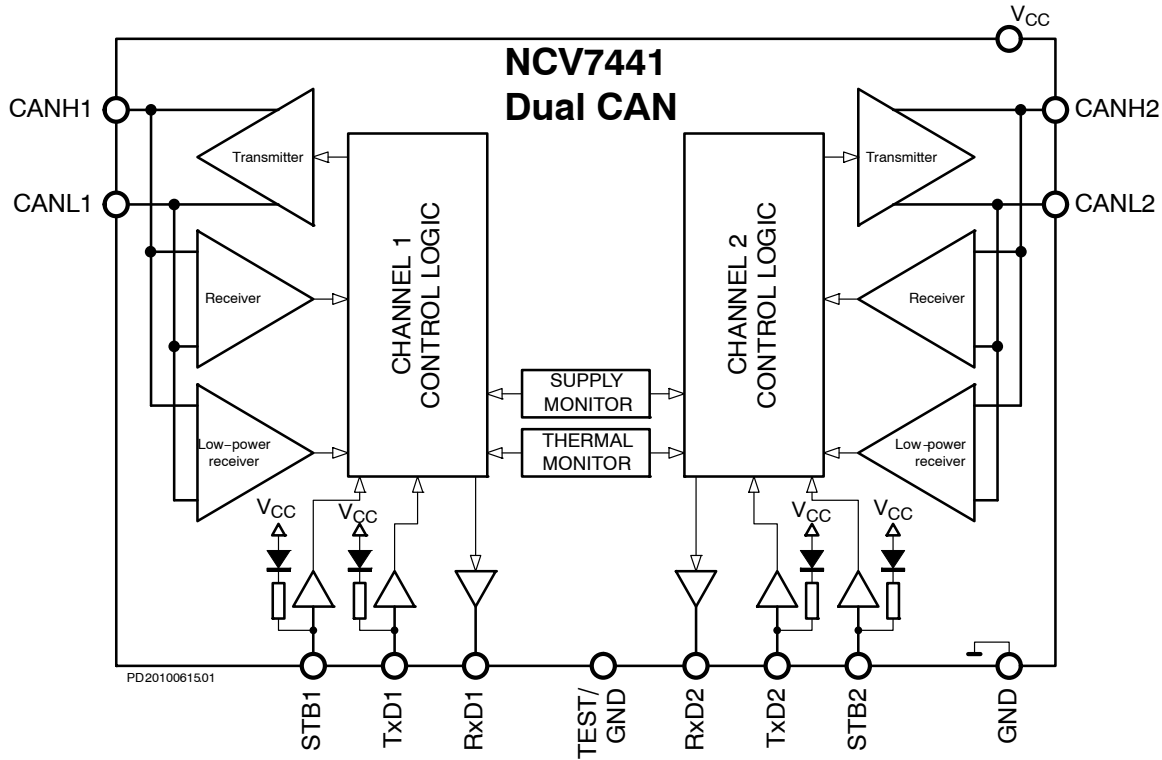 VCC
NCV7441
Dual CAN
CANH1
CANH2
Transmitter
Transmitter
CANL1
CANL2
CHANNEL 1
CONTROL LOGIC
CHANNEL 2
CONTROL LOGIC
Receiver
Receiver
SUPPLY
MONITOR
THERMAL
MONITOR
Low-power
receiver
Low-power
receiver
VCC
VCC
VCC
VCC
PD20100615.01
STB1
TxD1
RxD1
TEST/
GND
RxD2
TxD2
STB2
GND